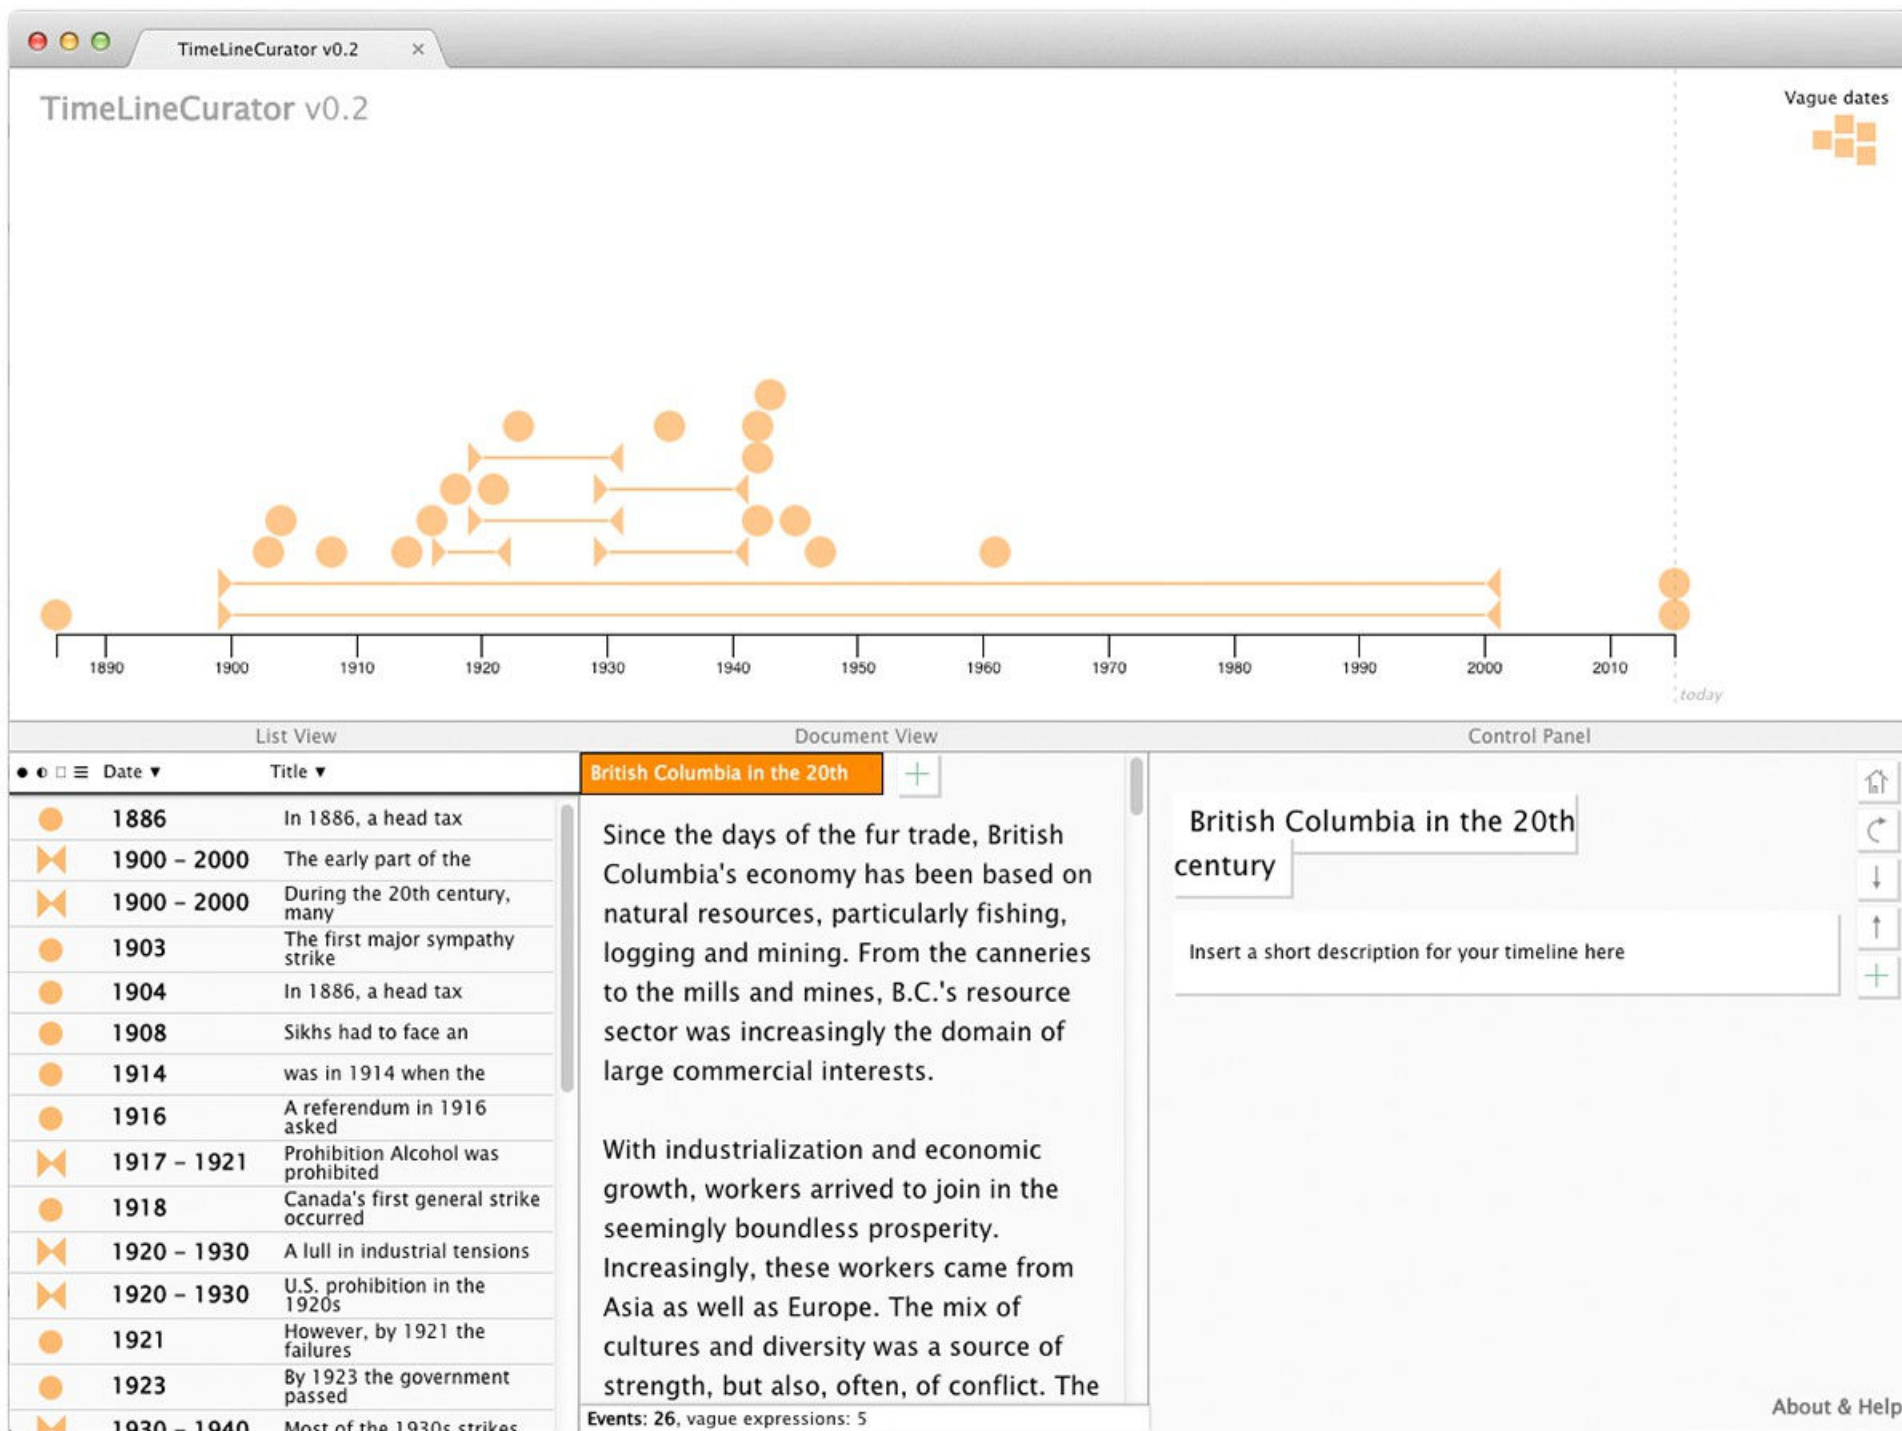 TimeLineCurator v0.2
TimeLineCurator v0.2
Vague dates
1890 1900 1910 1920 1930 1940 1950 1960 1970 1980 1990 2000 2010
today
List View
Document View
Control Panel
Date ▼ Title ▼
1886 In 1886, a head tax
1900 – 2000 The early part of the
1900 – 2000 During the 20th century,
many
1903 The first major sympathy
strike
1904 In 1886, a head tax
1908 Sikhs had to face an
1914 was in 1914 when the
1916 A referendum in 1916
asked
1917 – 1921 Prohibition Alcohol was
prohibited
1918 Canada's first general strike
occurred
1920 – 1930 A lull in industrial tensions
1920 – 1930 U.S. prohibition in the
1920s
1921 However, by 1921 the
failures
1923 By 1923 the government
passed
1930 – 1940 Most of the 1930s strikes
British Columbia in the 20th
Since the days of the fur trade, British
Columbia's economy has been based on
natural resources, particularly fishing,
logging and mining. From the canneries
to the mills and mines, B.C.'s resource
sector was increasingly the domain of
large commercial interests.
With industrialization and economic
growth, workers arrived to join in the
seemingly boundless prosperity.
Increasingly, these workers came from
Asia as well as Europe. The mix of
cultures and diversity was a source of
strength, but also, often, of conflict. The
Events: 26, vague expressions: 5
British Columbia in the 20th
century
Insert a short description for your timeline here
About & Help